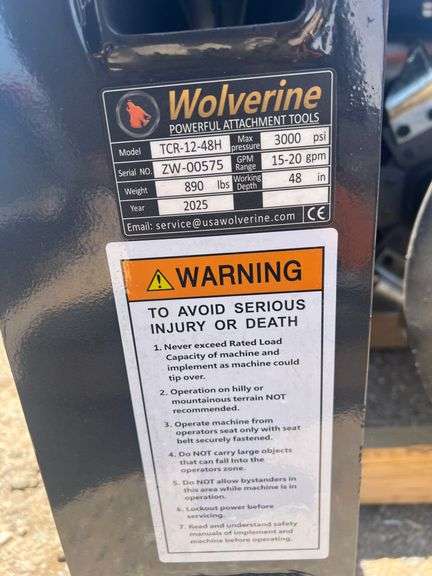 Wolverine
POWERFUL ATTACHMENT TOOLS
Model TCR-12-48H Max pressure 3000 psi
Serial NO. ZW-00575 GPM Range 15-20 gpm
Weight 890 lbs Working Depth 48 in
Year 2025
Email: service@usawolverine.com CE
WARNING
TO AVOID SERIOUS
INJURY OR DEATH
1. Never exceed Rated Load
Capacity of machine and
implement as machine could
tip over.
2. Operation on hilly or
mountainous terrain NOT
recommended.
3. Operate machine from
operators seat only with seat
belt securely fastened.
4. Do NOT carry large objects
that can fall into the
operators zone.
5. Do NOT allow bystanders in
this area while machine is in
operation.
6. Lockout power before
servicing.
7. Read and understand safety
manuals of implement and
machine before operating.